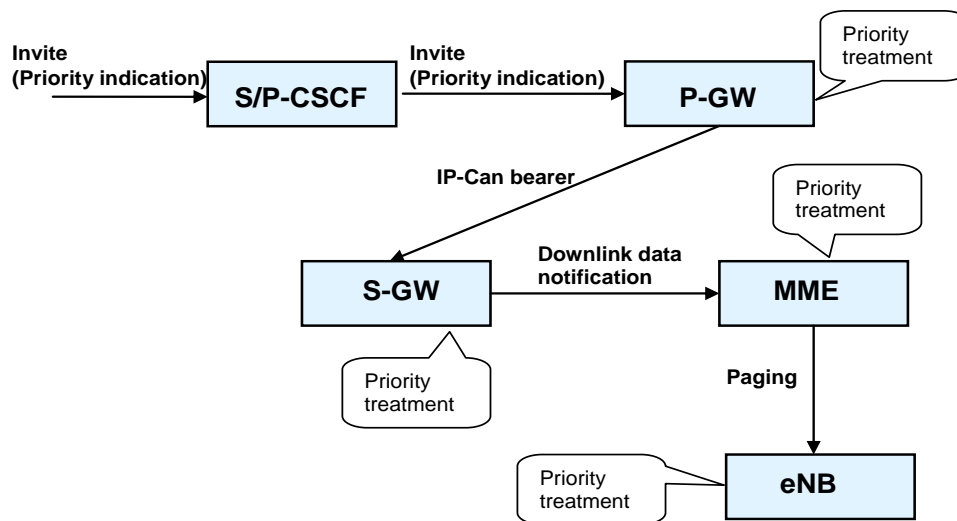 Priority
treatment
Invite
(Priority indication)
S/P-CSCF
Invite
(Priority indication)
P-GW
IP-Can bearer
Priority
treatment
S-GW
Downlink data
notification
MME
Priority
treatment
Paging
Priority
treatment
eNB